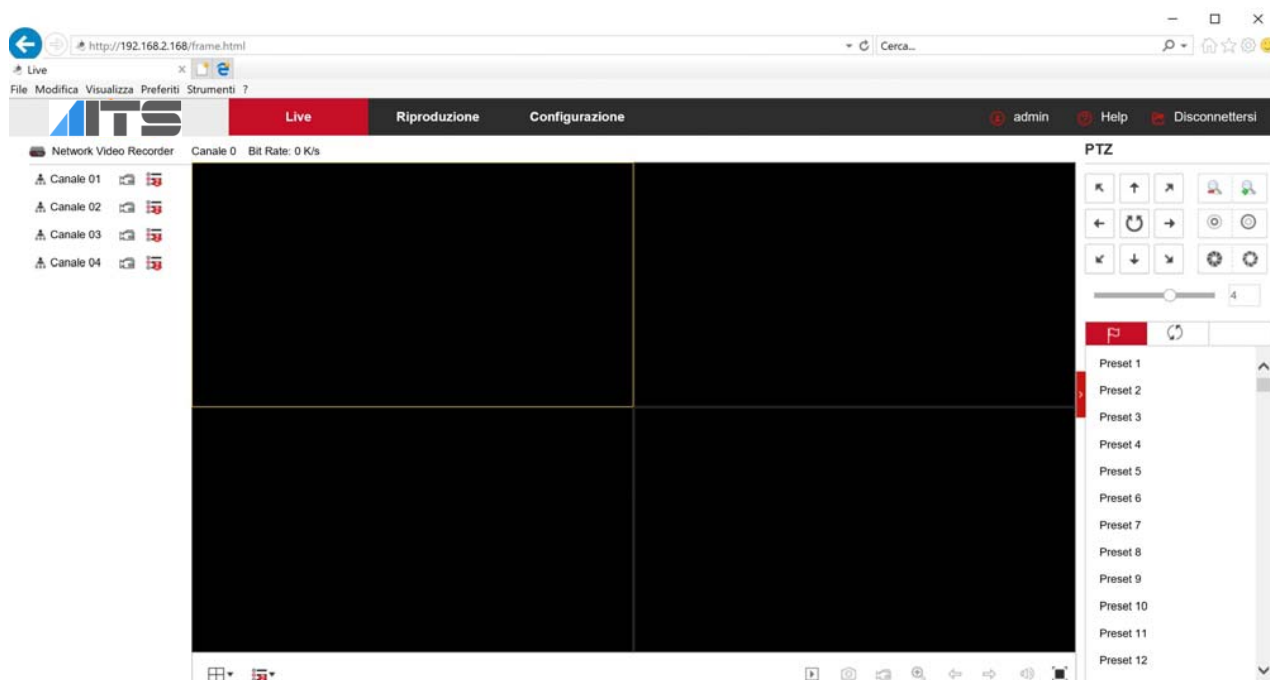 http://192.168.2.168/frame.html
Cerca...
Live
File Modifica Visualizza Preferiti Strumenti ?
AITS Live Riproduzione Configurazione admin Help Disconnettersi
Network Video Recorder Canale 0 Bit Rate: 0 K/s PTZ
Canale 01
Canale 02
Canale 03
Canale 04
4
Preset 1
Preset 2
Preset 3
Preset 4
Preset 5
Preset 6
Preset 7
Preset 8
Preset 9
Preset 10
Preset 11
Preset 12